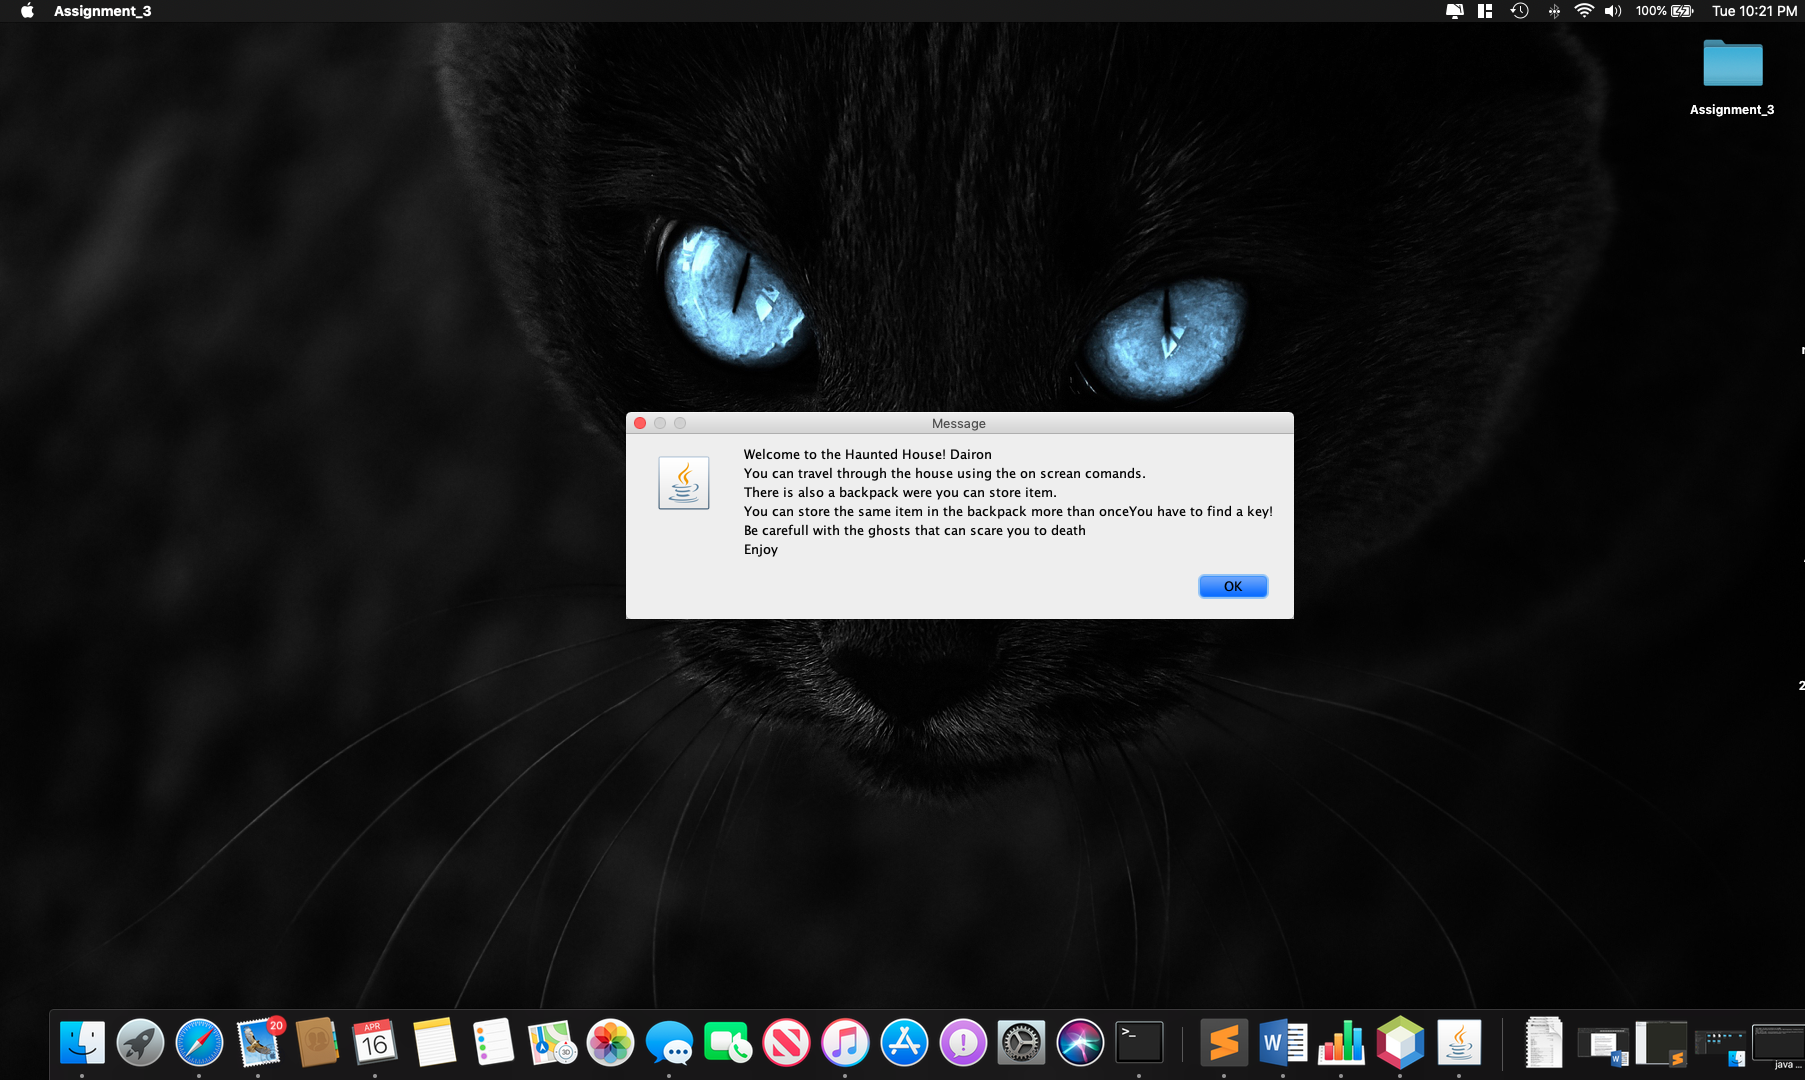 Assignment_3
100%
Tue 10:21 PM
Assignment_3
Message
Welcome to the Haunted House! Dairon
You can travel through the house using the on screan comands.
There is also a backpack were you can store item.
You can store the same item in the backpack more than onceYou have to find a key!
Be carefull with the ghosts that can scare you to death
Enjoy
OK
20
APR
16
3D
>_
W
java ...